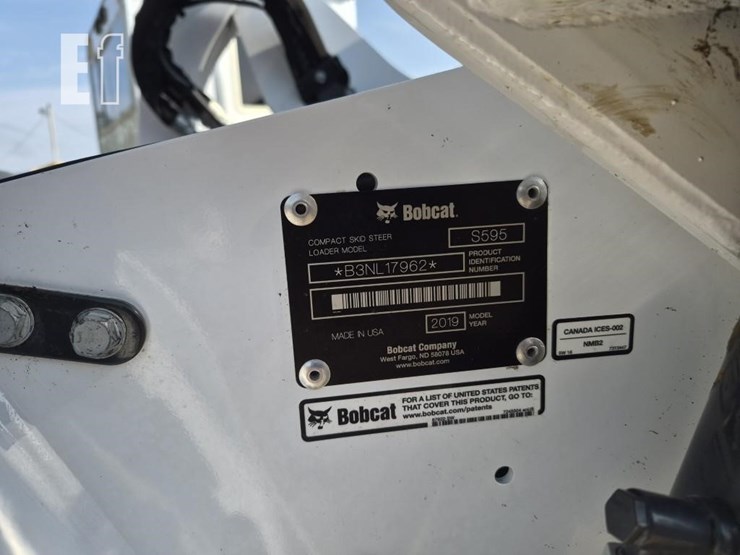 Ef
Bobcat.
COMPACT SKID STEER
LOADER MODEL
S595
*B3NL17962*
PRODUCT
IDENTIFICATION
NUMBER
MADE IN USA
2019
MODEL
YEAR
Bobcat Company
West Fargo, ND 58078 USA
www.bobcat.com
CANADA ICES-002
NMB2
Bobcat
FOR A LIST OF UNITED STATES PATENTS
THAT COVER THIS PRODUCT, GO TO:
www.bobcat.com/patents